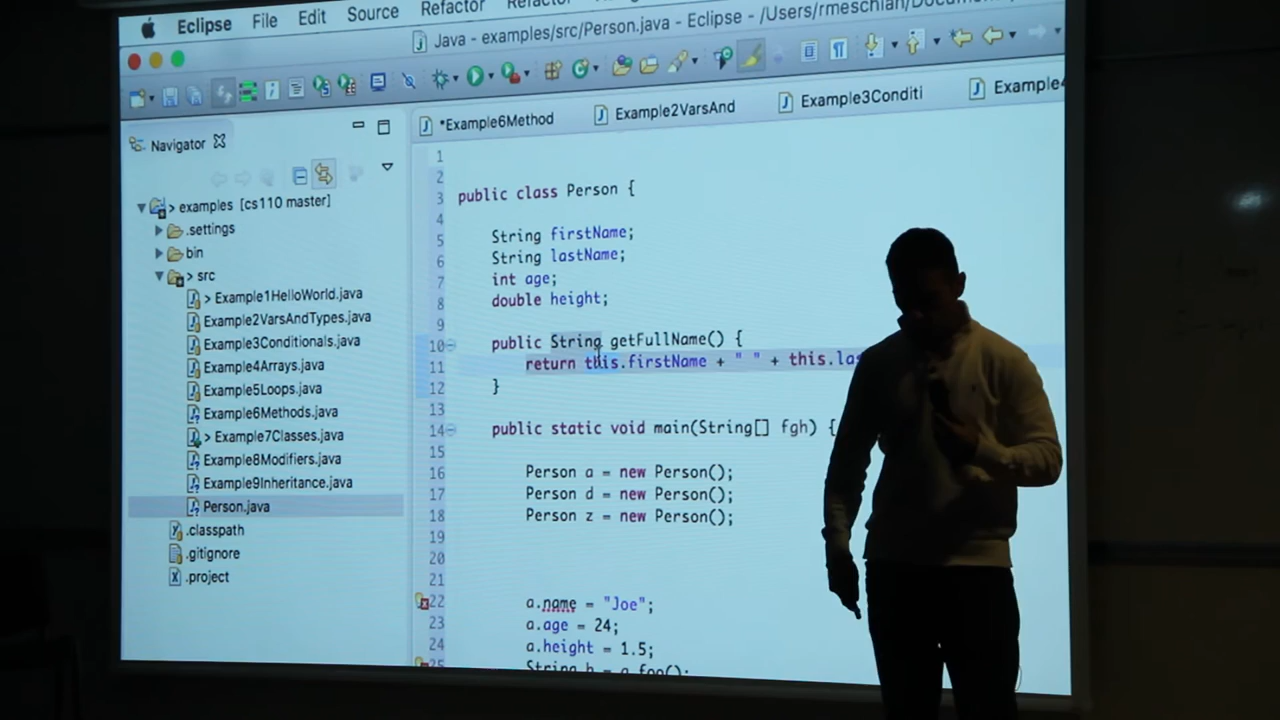 Eclipse File Edit Source Refactor
Java - examples/src/Person.java - Eclipse - /Users/rmeschian/
*Example6Method Example2VarsAnd Example3Conditi Example4
Navigator
> examples [cs110 master]
.settings
bin
> src
> Example1HelloWorld.java
Example2VarsAndTypes.java
Example3Conditionals.java
Example4Arrays.java
Example5Loops.java
Example6Methods.java
> Example7Classes.java
Example8Modifiers.java
Example9Inheritance.java
Person.java
.classpath
.gitignore
.project
1
2
3 public class Person {
4
5 String firstName;
6 String lastName;
7 int age;
8 double height;
9
10 public String getFullName() {
11 return this.firstName + " " + this.las
12 }
13
14 public static void main(String[] fgh) {
15
16 Person a = new Person();
17 Person d = new Person();
18 Person z = new Person();
19
20
21
22 a.name = "Joe";
23 a.age = 24;
24 a.height = 1.5;
25 String b = a.foo();